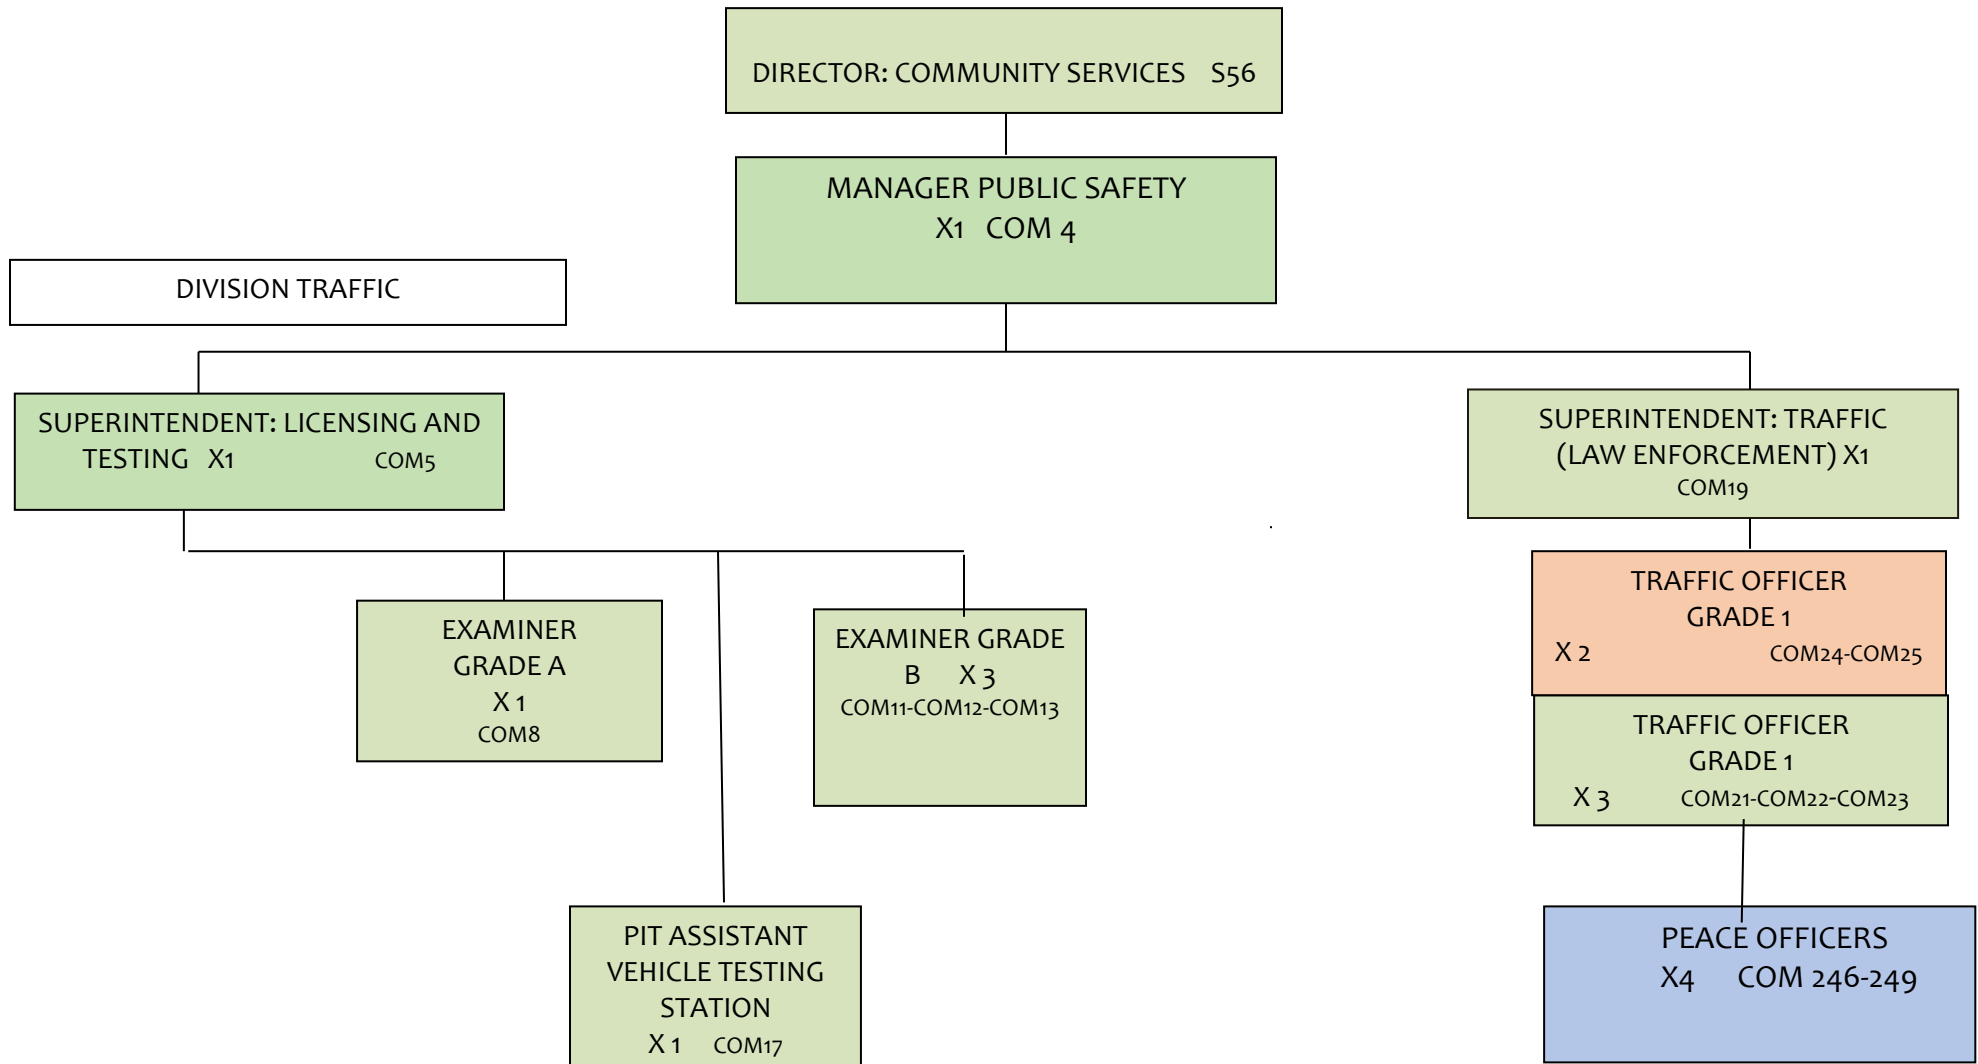 DIRECTOR: COMMUNITY SERVICES S56
MANAGER PUBLIC SAFETY
X1 COM 4
DIVISION TRAFFIC
SUPERINTENDENT: LICENSING AND
TESTING X1 COM5
SUPERINTENDENT: TRAFFIC
(LAW ENFORCEMENT) X1
COM19
EXAMINER
GRADE A
X 1
COM8
EXAMINER GRADE
B X 3
COM11-COM12-COM13
TRAFFIC OFFICER
GRADE 1
X 2 COM24-COM25
TRAFFIC OFFICER
GRADE 1
X 3 COM21-COM22-COM23
PIT ASSISTANT
VEHICLE TESTING
STATION
X 1 COM17
PEACE OFFICERS
X4 COM 246-249